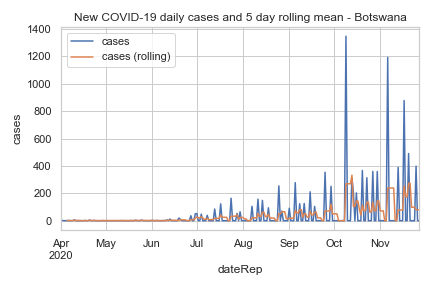 New COVID-19 daily cases and 5 day rolling mean - Botswana
1400
1200
1000
800
600
400
200
0
cases
cases
cases (rolling)
Apr
2020
May
Jun
Jul
Aug
Sep
Oct
Nov
dateRep